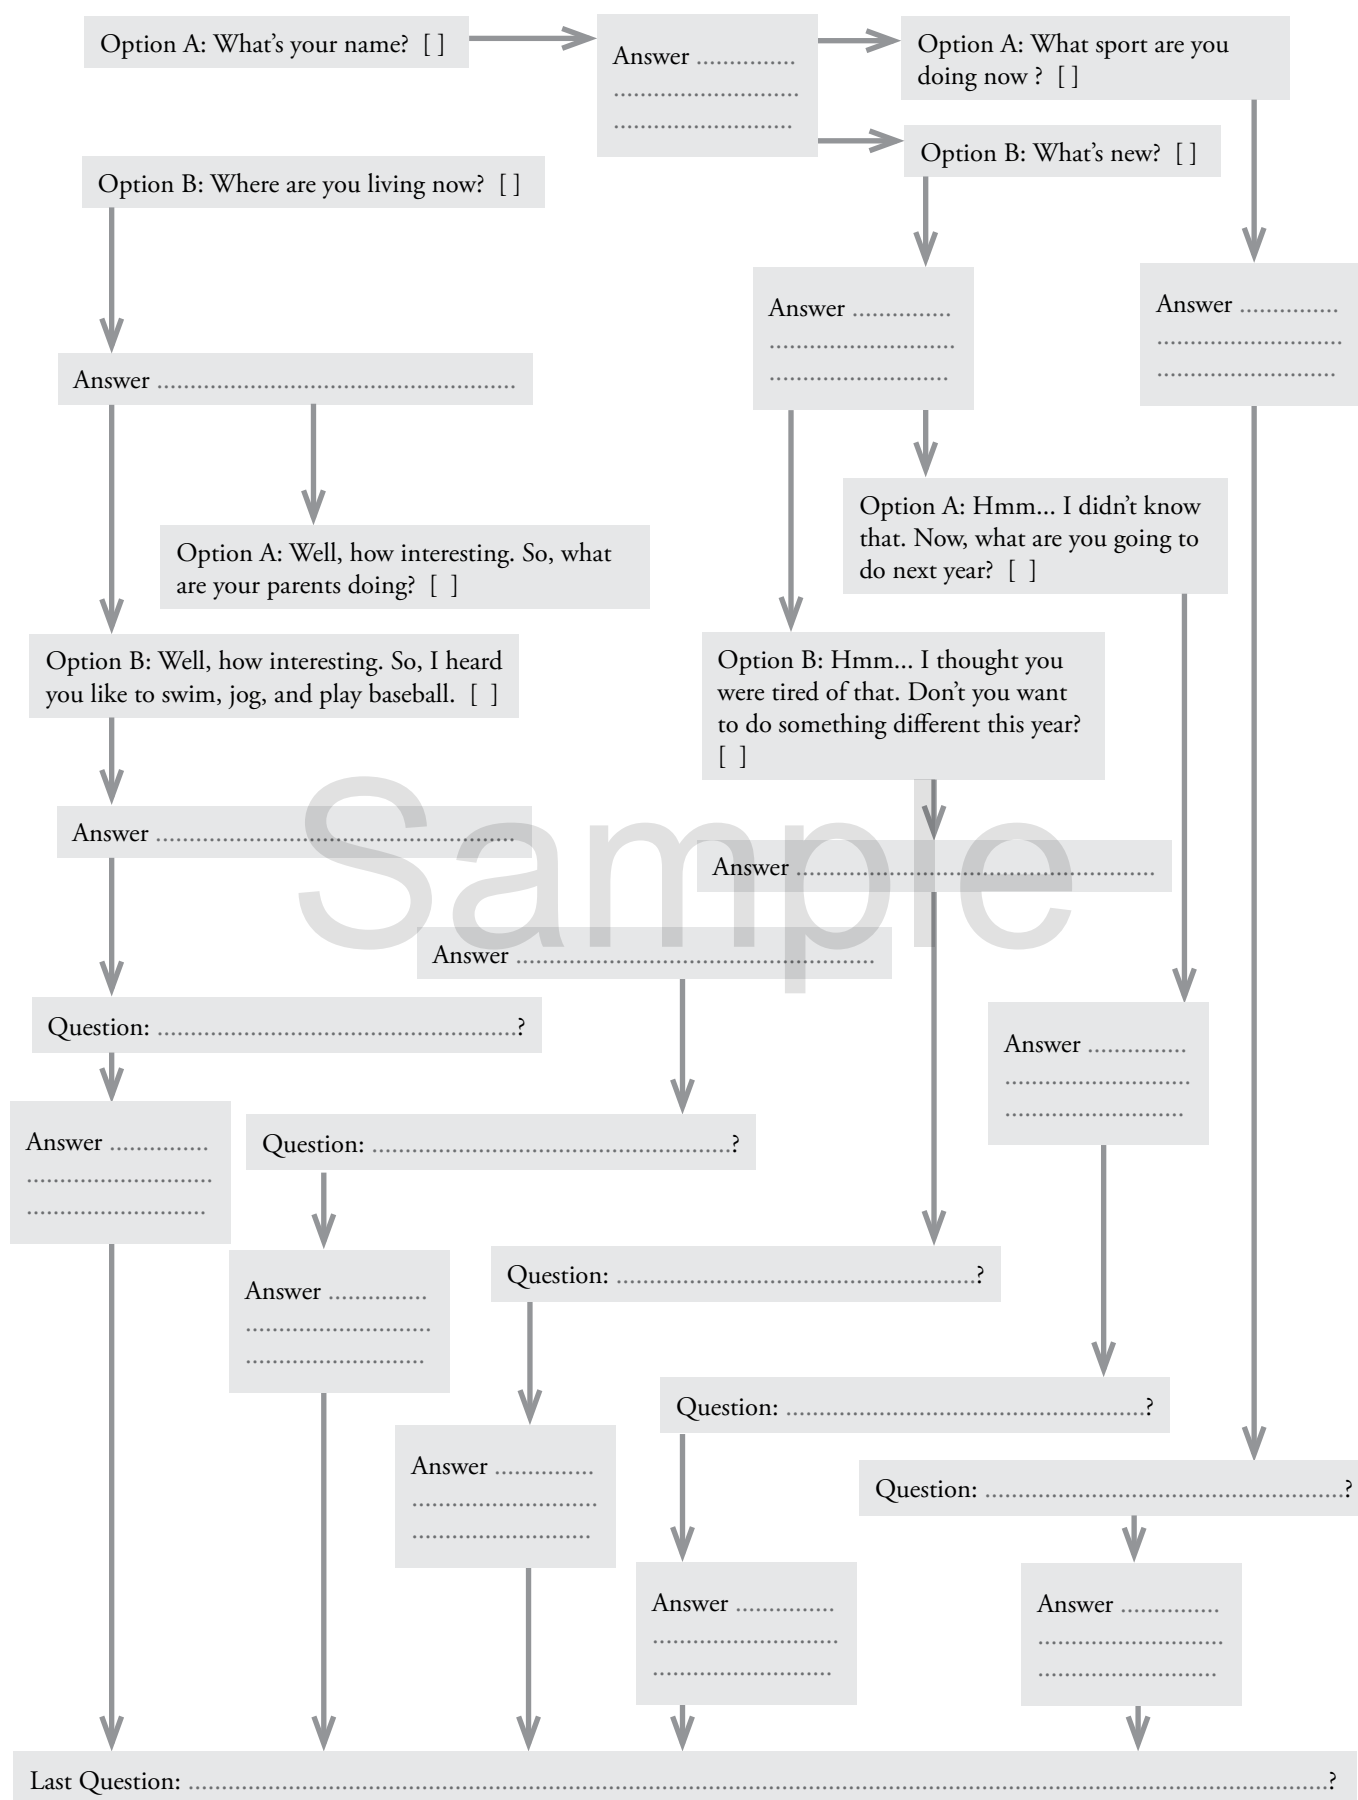 Option A: What's your name?  [ ]
Answer ...............
............................
...........................
Option A: What sport are you
doing now ?  [ ]
Option B: What's new?  [ ]
Option B: Where are you living now?  [ ]
Answer ...............
............................
...........................
Answer ...............
............................
...........................
Answer ......................................................
Option A: Hmm... I didn't know
that. Now, what are you going to
do next year?  [  ]
Option A: Well, how interesting. So, what
are your parents doing?  [  ]
Option B: Well, how interesting. So, I heard
you like to swim, jog, and play baseball.  [  ]
Option B: Hmm... I thought you
were tired of that. Don't you want
to do something different this year?
[  ]
Sample
Answer ......................................................
Answer ......................................................
Answer ......................................................
Question: ......................................................?
Answer ...............
............................
...........................
Answer ...............
............................
...........................
Question: ......................................................?
Answer ...............
............................
...........................
Question: ......................................................?
Question: ......................................................?
Answer ...............
............................
...........................
Question: ......................................................?
Answer ...............
............................
...........................
Answer ...............
............................
...........................
Last Question: ............................................................................................................................................................................?